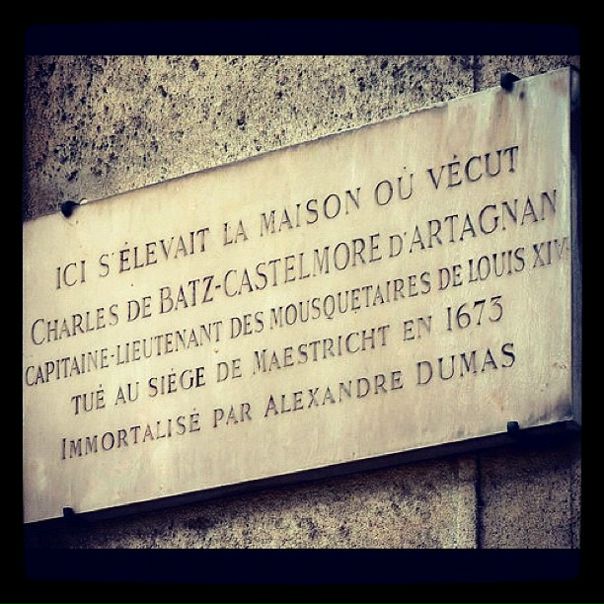 ICI S'ÉLEVAIT LA MAISON OÙ VÉCUT
CHARLES DE BATZ-CASTELMORE D'ARTAGNAN
CAPITAINE-LIEUTENANT DES MOUSQUETAIRES DE LOUIS XIV
TUÉ AU SIÈGE DE MAESTRICHT EN 1673
IMMORTALISÉ PAR ALEXANDRE DUMAS